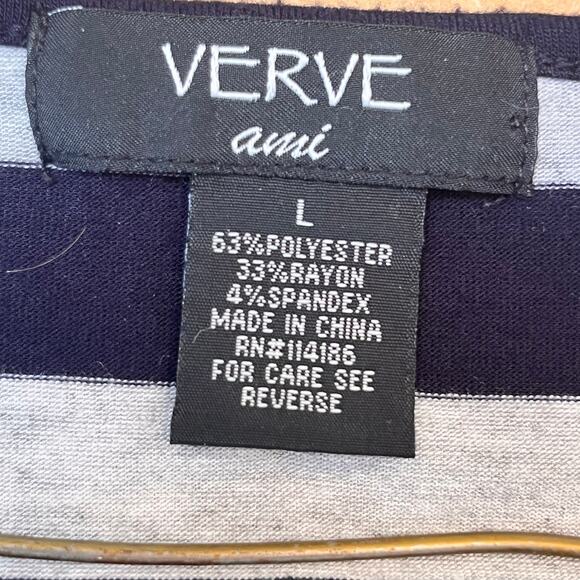 VERVE
ami
L
63%POLYESTER
33%RAYON
4%SPANDEX
MADE IN CHINA
RN#114186
FOR CARE SEE
REVERSE